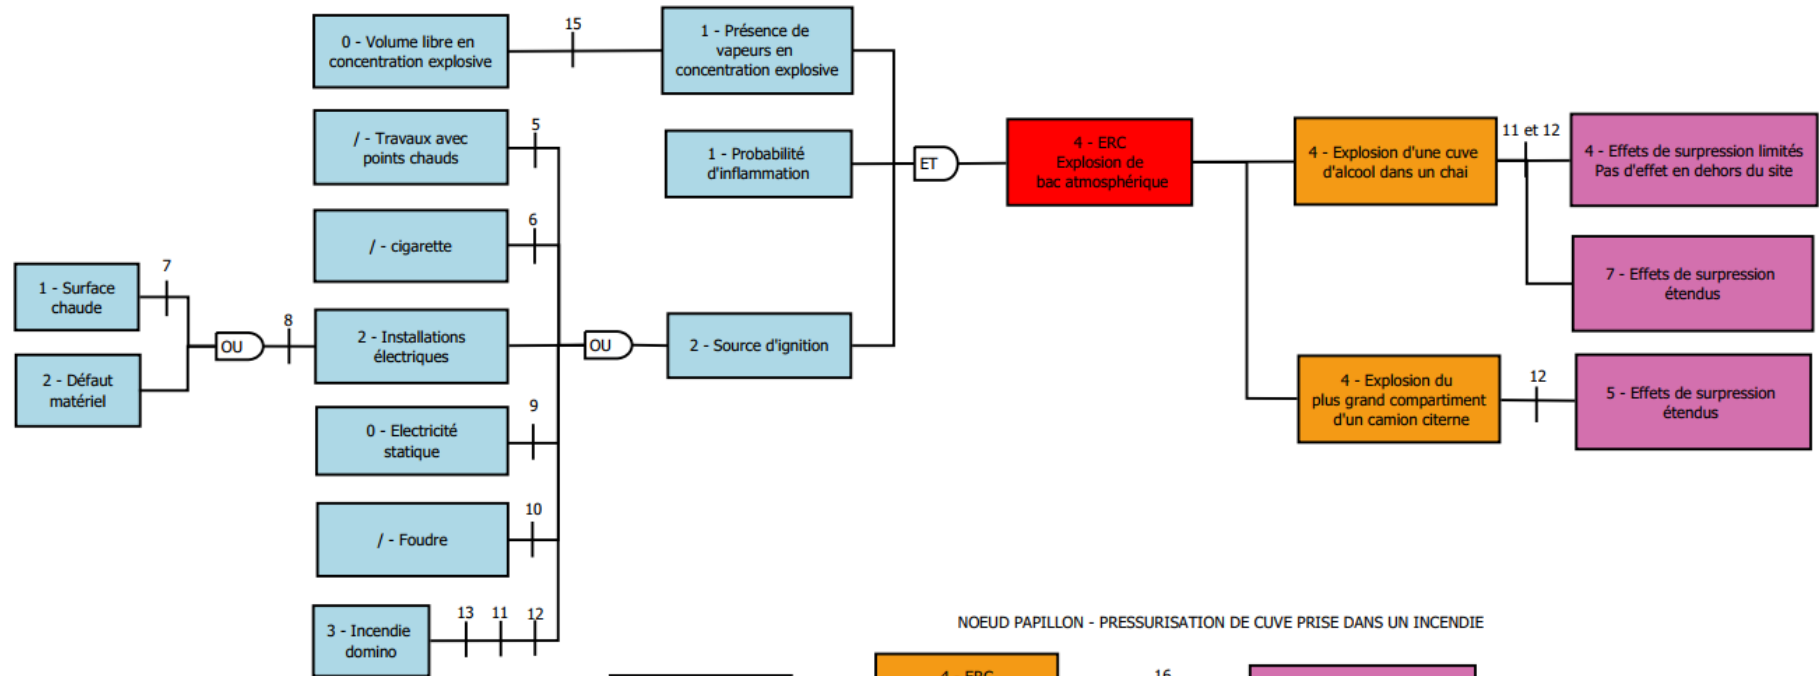 0 - Volume libre en
concentration explosive
15
1 - Présence de
vapeurs en
concentration explosive
/ - Travaux avec
points chauds
5
1 - Probabilité
d'inflammation
ET
4 - ERC
Explosion de
bac atmosphérique
4 - Explosion d'une cuve
d'alcool dans un chai
11 et 12
4 - Effets de surpression limités
Pas d'effet en dehors du site
/ - cigarette
6
7 - Effets de surpression
étendus
1 - Surface
chaude
7
2 - Défaut
matériel
OU
8
2 - Installations
électriques
OU
2 - Source d'ignition
4 - Explosion du
plus grand compartiment
d'un camion citerne
12
5 - Effets de surpression
étendus
0 - Electricité
statique
9
/ - Foudre
10
3 - Incendie
domino
13
11
12
NOEUD PAPILLON - PRESSURISATION DE CUVE PRISE DANS UN INCENDIE
4 - ERC
16